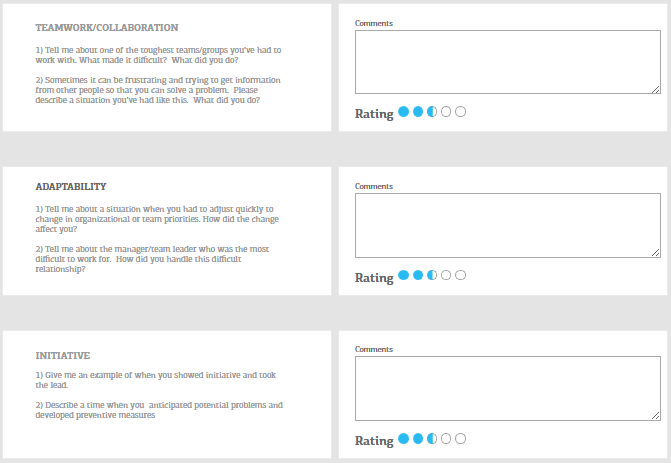 TEAMWORK/COLLABORATION
1) Tell me about one of the toughest teams/groups you've had to
work with. What made it difficult?  What did you do?
2) Sometimes it can be frustrating and trying to get information
from other people so that you can solve a problem.  Please
describe a situation you've had like this.  What did you do?
Comments
Rating
ADAPTABILITY
1) Tell me about a situation when you had to adjust quickly to
change in organizational or team priorities. How did the change
affect you?
2) Tell me about the manager/team leader who was the most
difficult to work for.  How did you handle this difficult
relationship?
Comments
Rating
INITIATIVE
1) Give me an example of when you showed initiative and took
the lead.
2) Describe a time when you  anticipated potential problems and
developed preventive measures
Comments
Rating